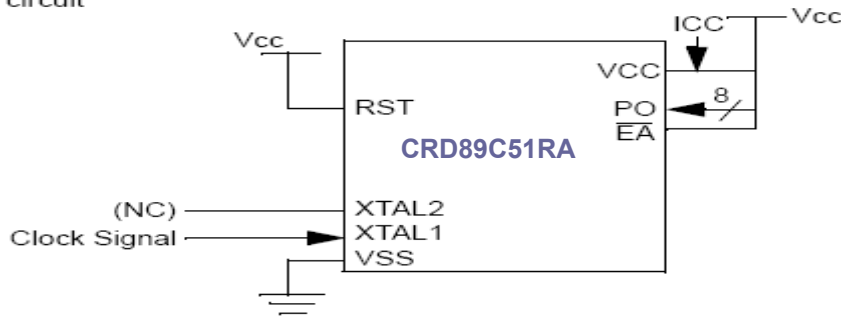 circuit
ICC
Vcc
Vcc
VCC
RST
8
PO
EA
CRD89C51RA
(NC)
XTAL2
Clock Signal
XTAL1
VSS